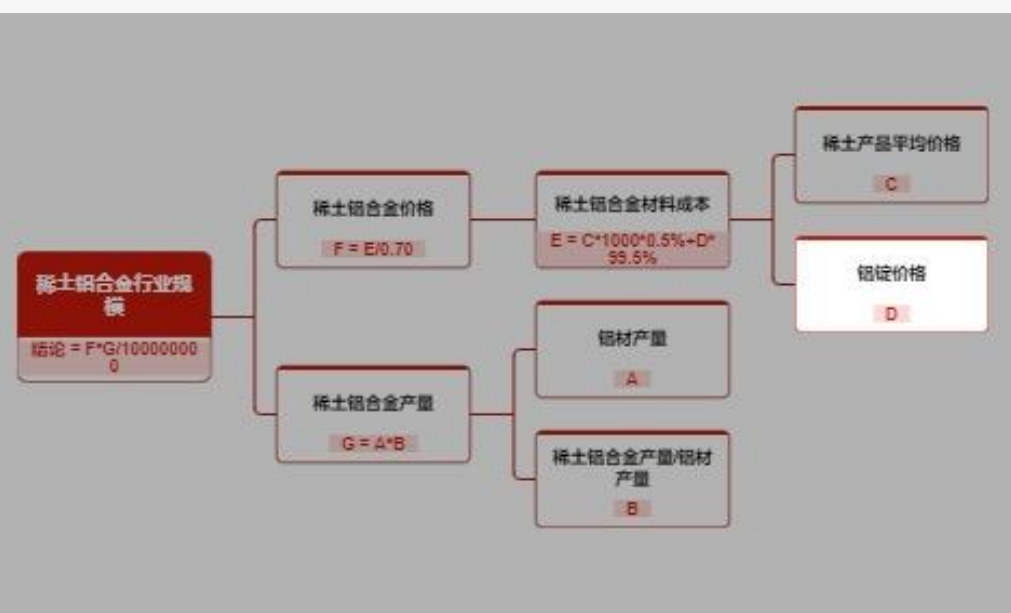 稀土铝合金行业规
模
结论 = F*G/10000000
0
稀土铝合金价格
F = E/0.70
稀土铝合金产量
G = A*B
稀土铝合金材料成本
E = C*1000*0.5%+D*
99.5%
铝材产量
A
稀土铝合金产量/铝材
产量
B
稀土产品平均价格
C
铝锭价格
D